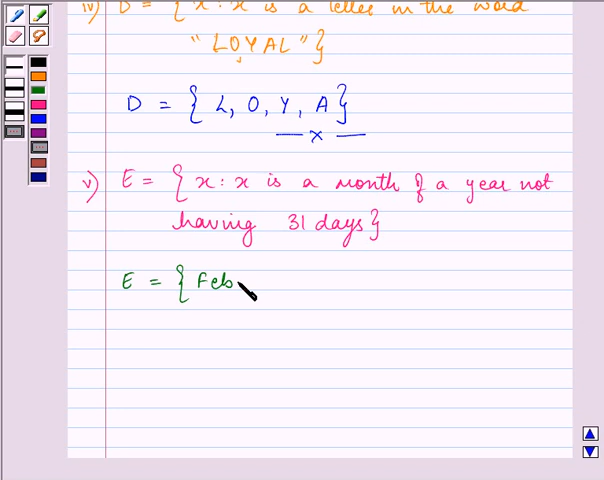 iv) D = { x : x is a letter in the word
"LOYAL"}
D = { L, O, Y, A }
— x —
v) E = { x : x is a month of a year not
having 31 days}
E = { Feb